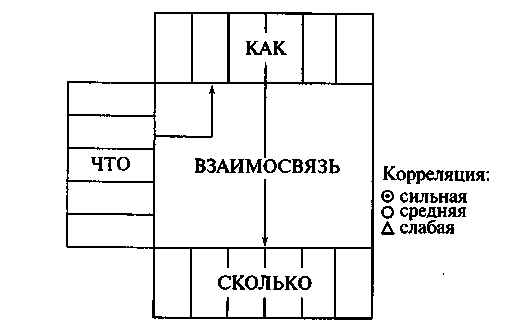 КАК
ЧТО
ВЗАИМОСВЯЗЬ
Корреляция:
сильная
средняя
слабая
СКОЛЬКО